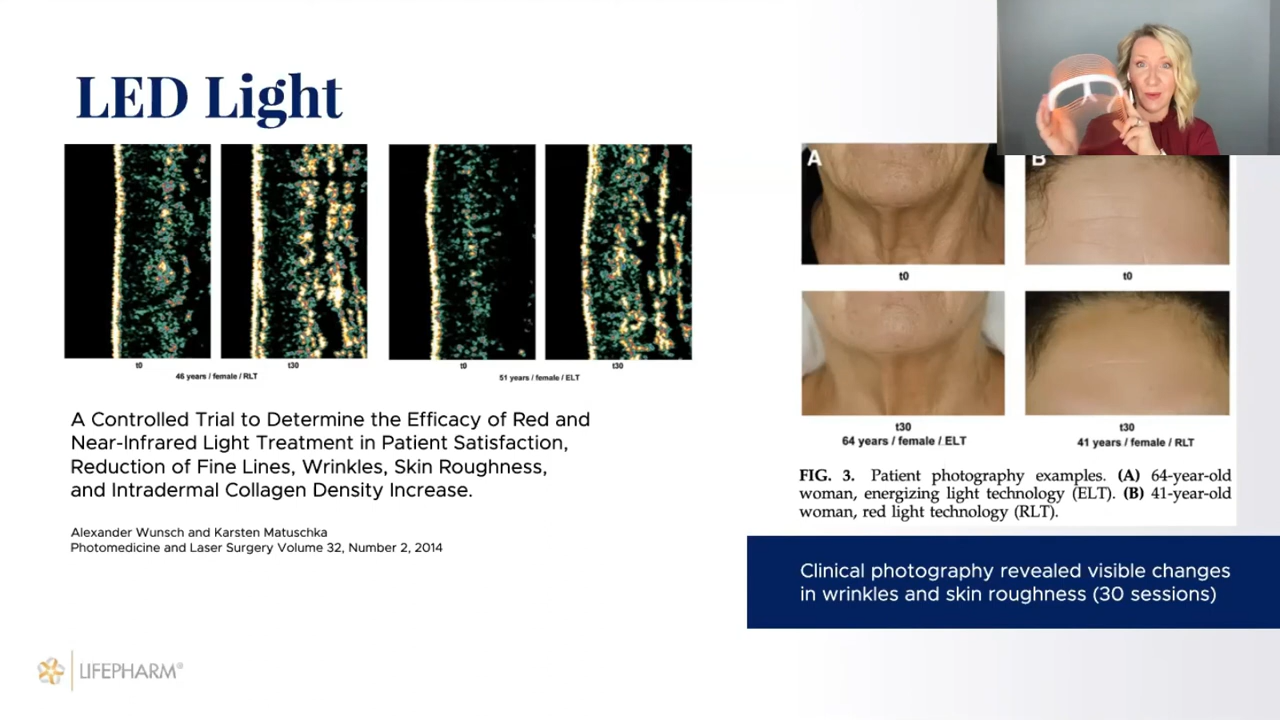 LED Light
t0
t30
46 years / female / RLT
t0
t30
51 years / female / ELT
A Controlled Trial to Determine the Efficacy of Red and
Near-Infrared Light Treatment in Patient Satisfaction,
Reduction of Fine Lines, Wrinkles, Skin Roughness,
and Intradermal Collagen Density Increase.
Alexander Wunsch and Karsten Matuschka
Photomedicine and Laser Surgery Volume 32, Number 2, 2014
A
B
t0
t0
t30
64 years / female / ELT
t30
41 years / female / RLT
FIG. 3. Patient photography examples. (A) 64-year-old
woman, energizing light technology (ELT). (B) 41-year-old
woman, red light technology (RLT).
Clinical photography revealed visible changes
in wrinkles and skin roughness (30 sessions)
LIFEPHARM®